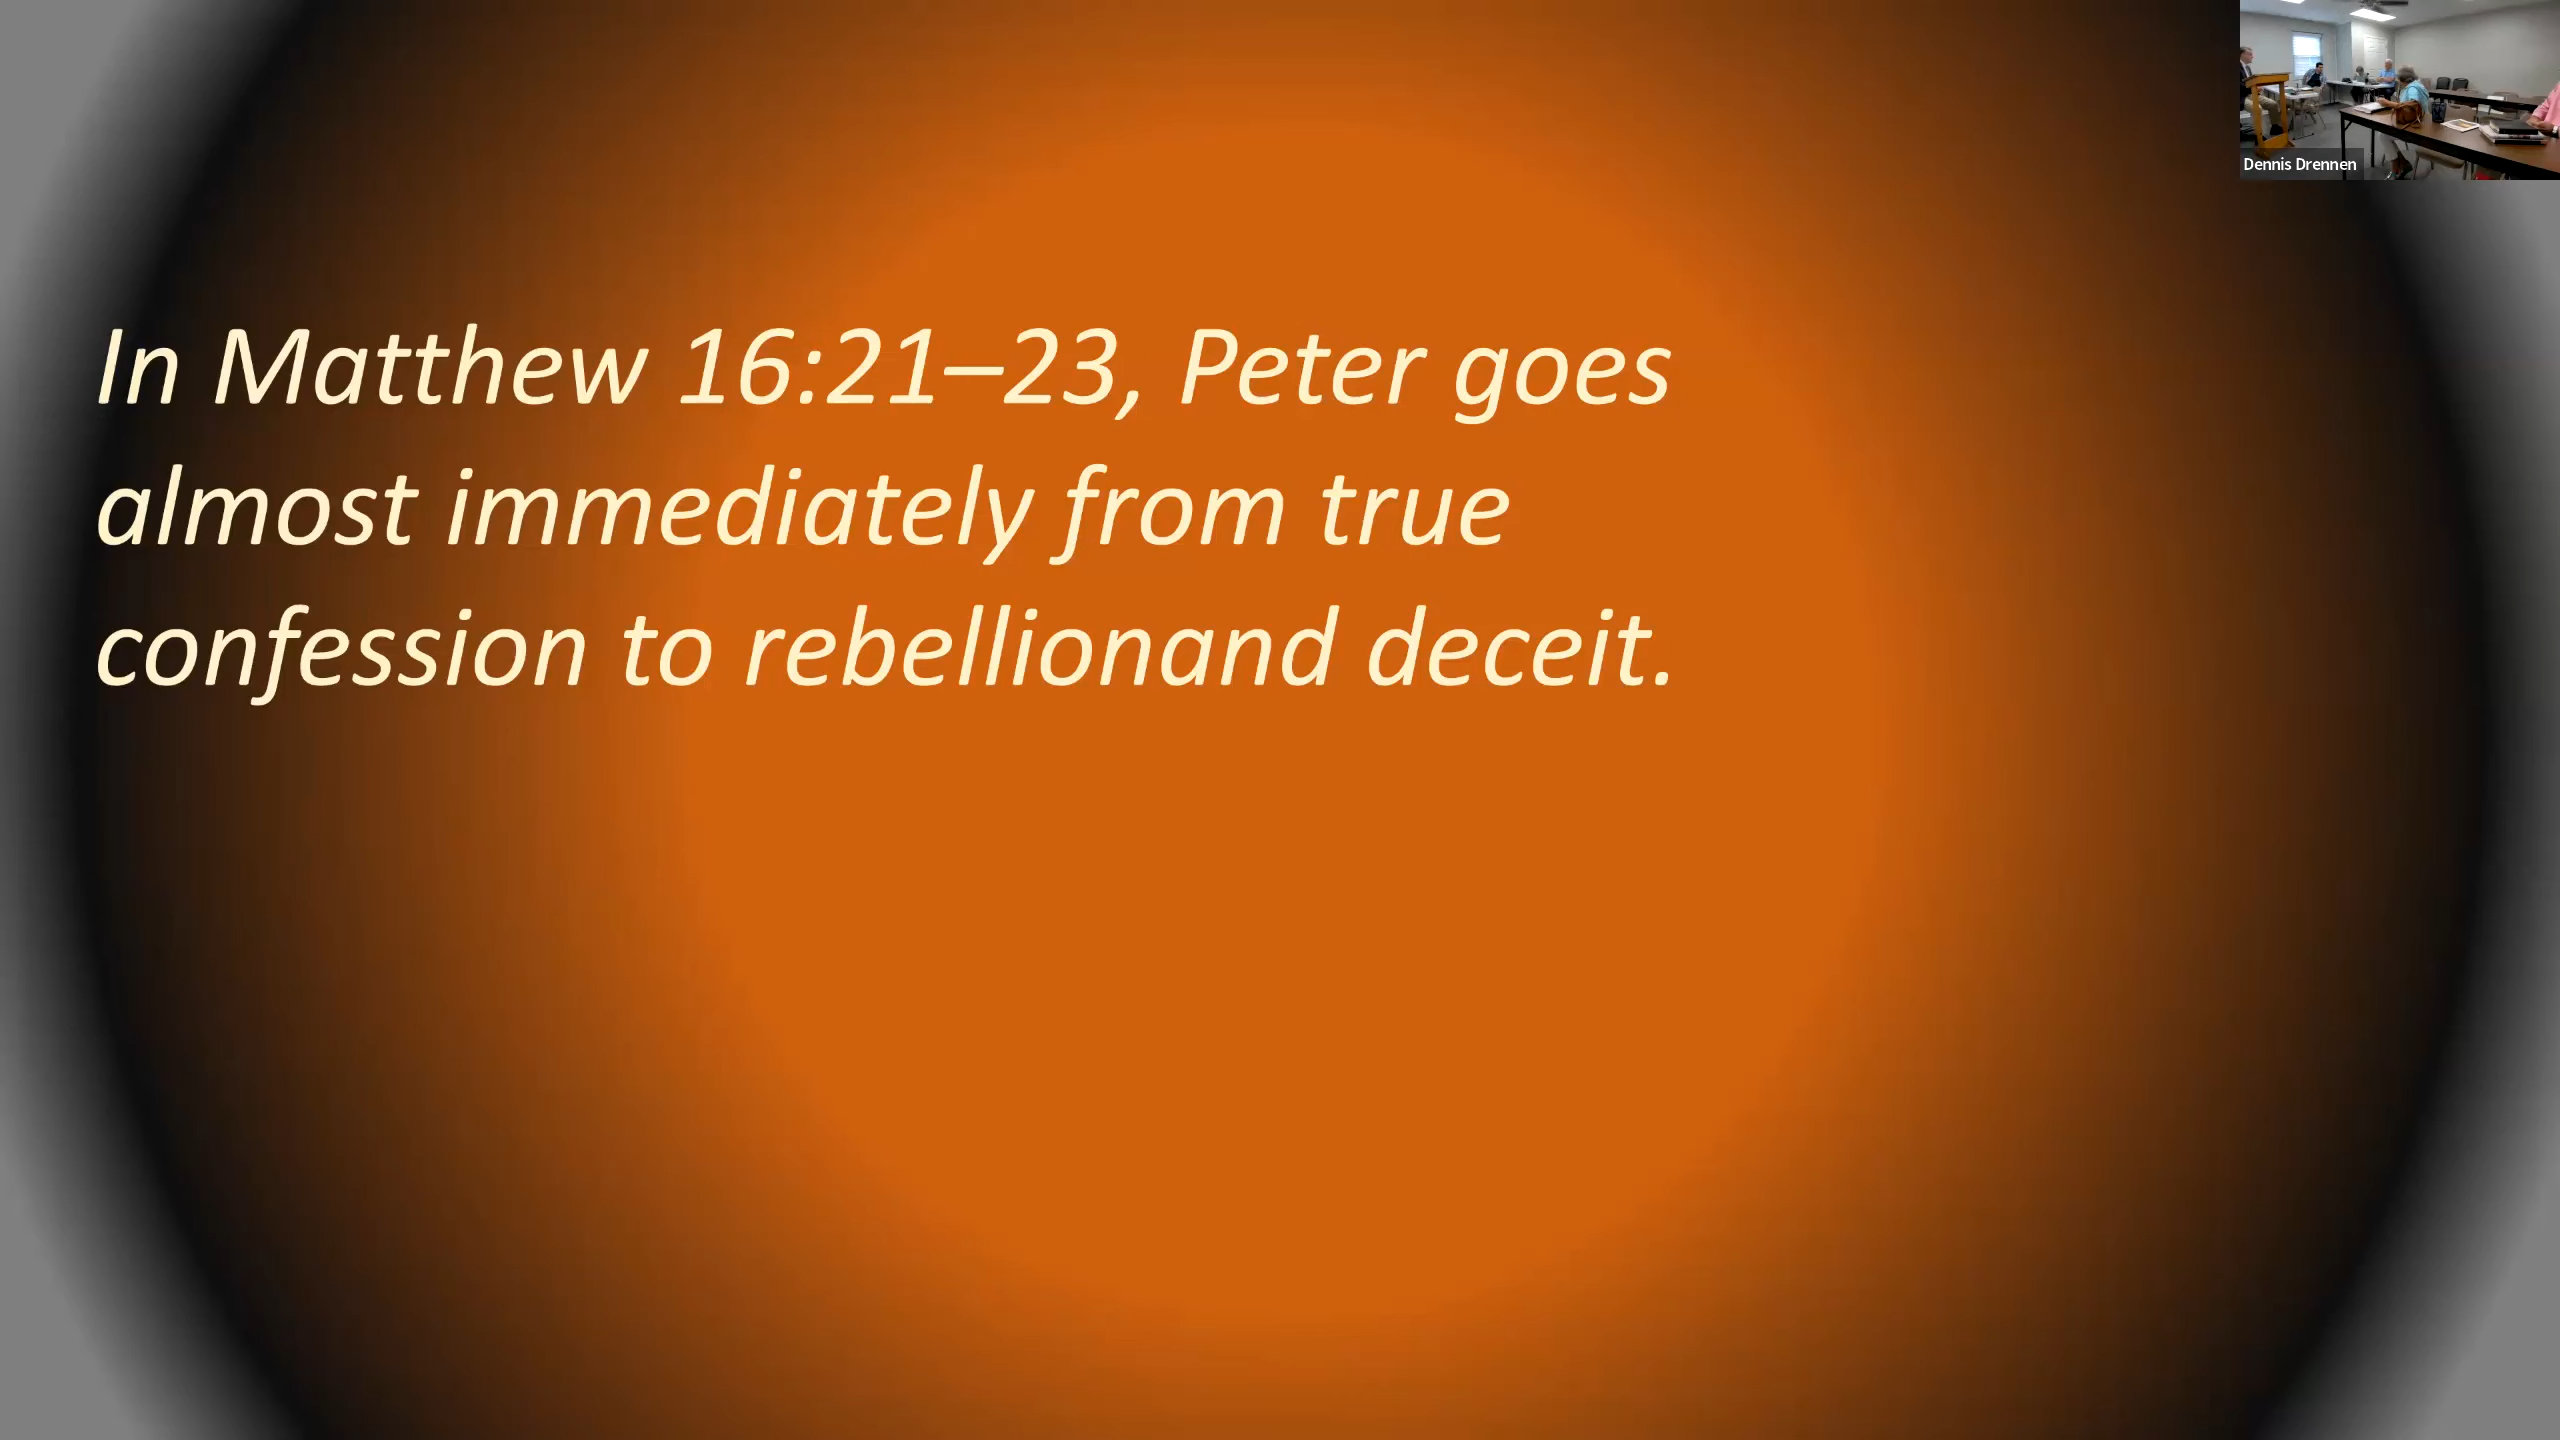 In Matthew 16:21–23, Peter goes
almost immediately from true
confession to rebellionand deceit.
Dennis Drennen